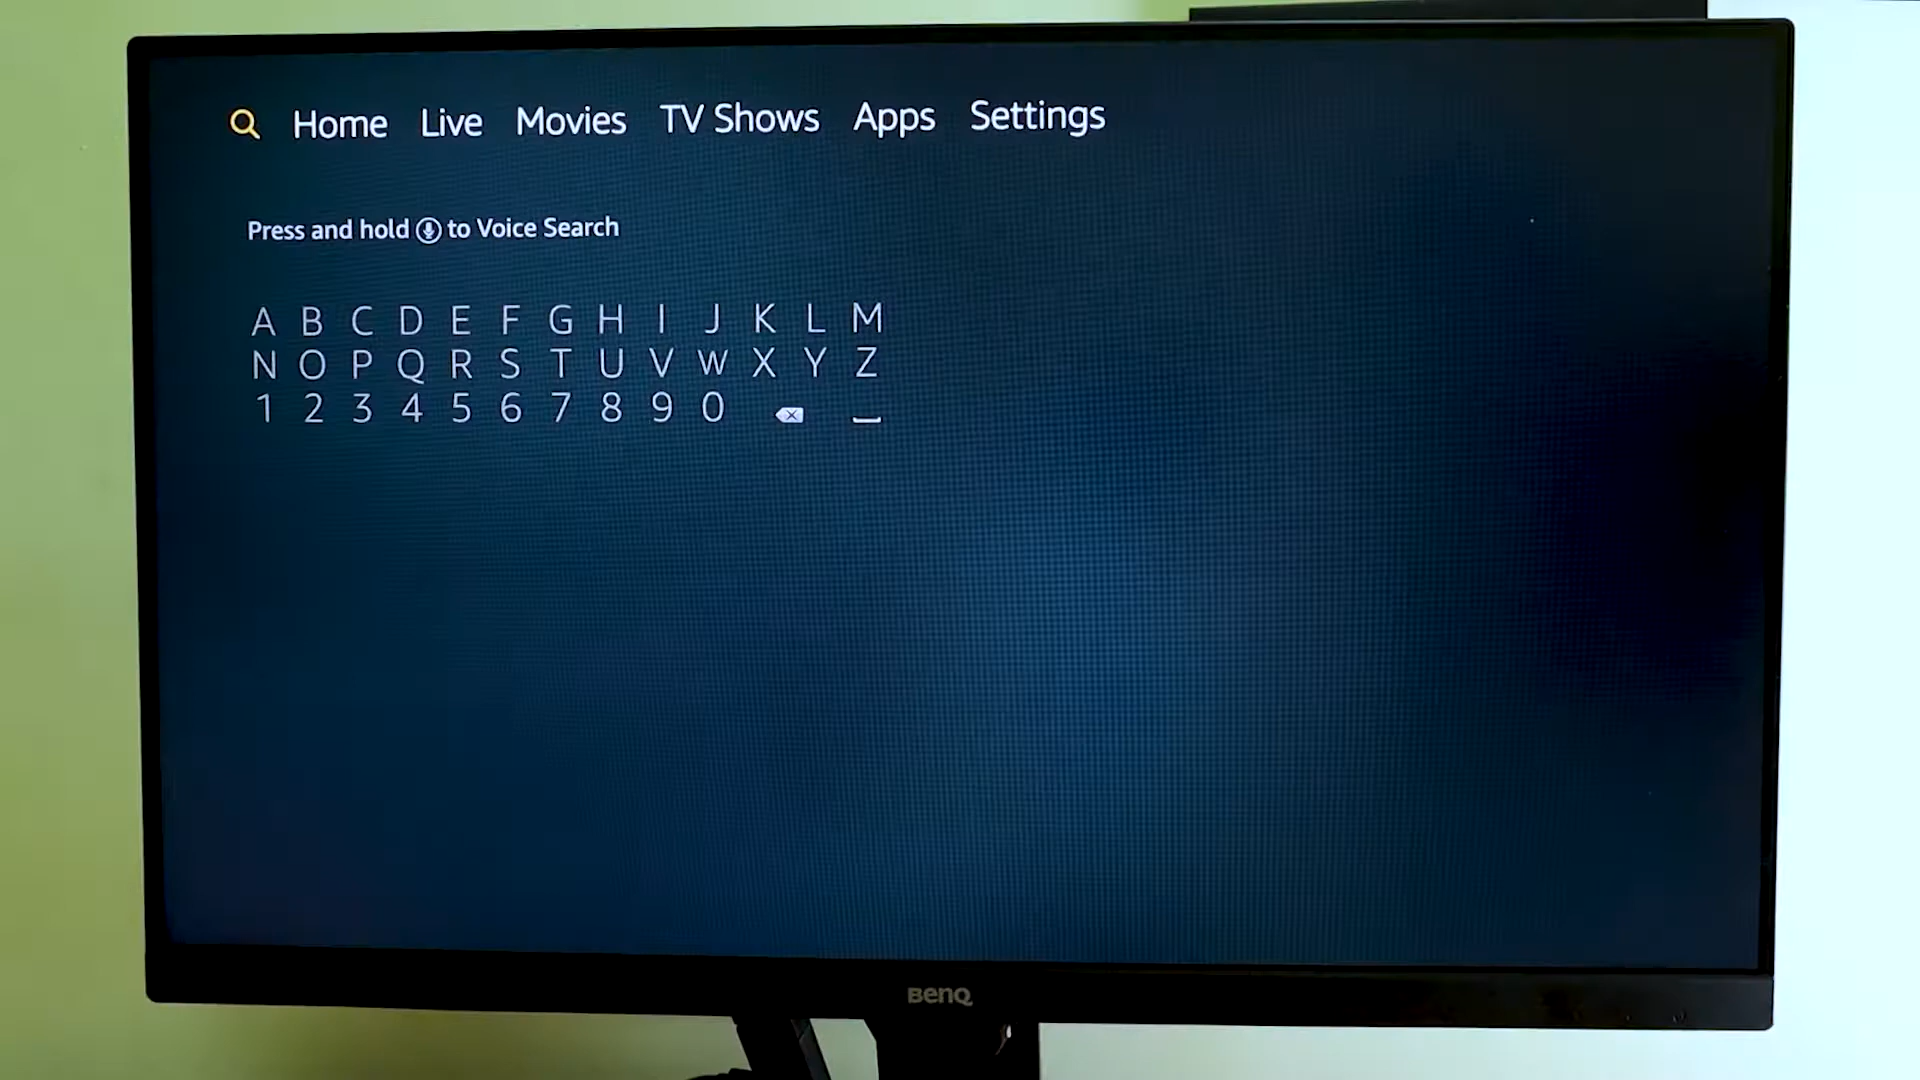 Home Live Movies TV Shows Apps Settings
Press and hold to Voice Search
A B C D E F G H I J K L M
N O P Q R S T U V W X Y Z
1 2 3 4 5 6 7 8 9 0
BenQ